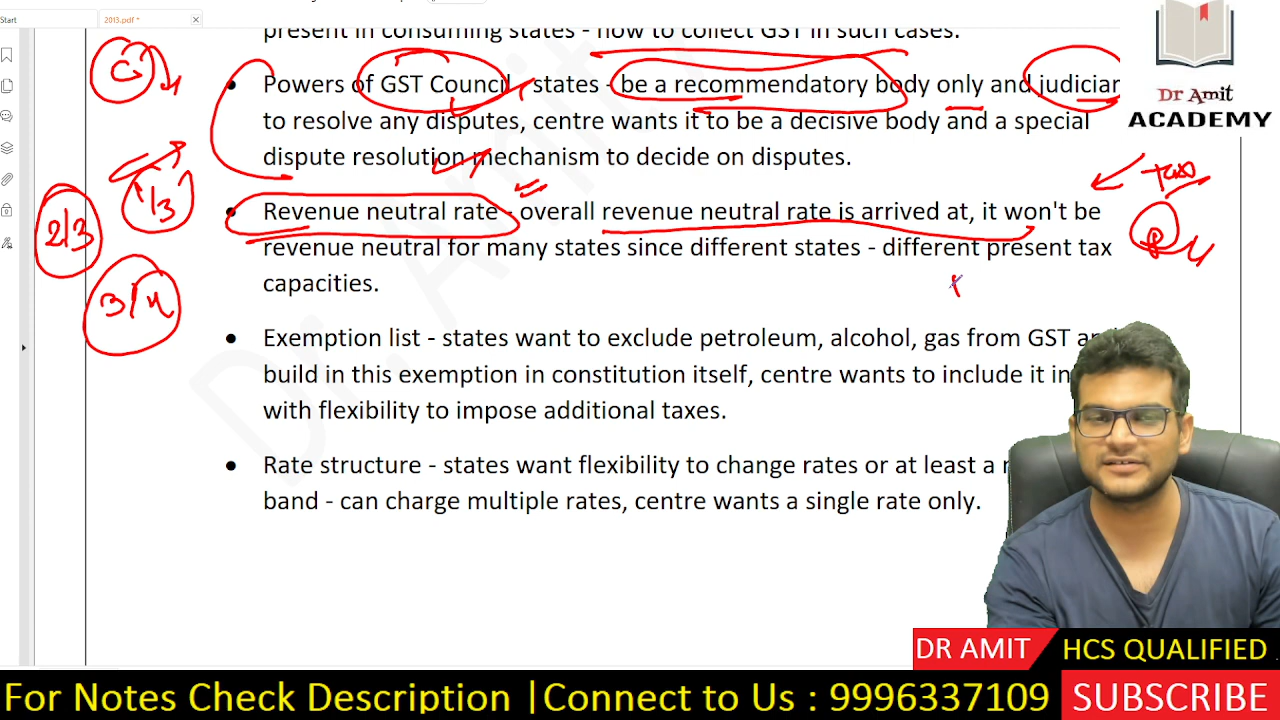 Start
2013.pdf *
present in consuming states - how to collect GST in such cases.
Powers of GST Council, states - be a recommendatory body only and judiciar
to resolve any disputes, centre wants it to be a decisive body and a special
dispute resolution mechanism to decide on disputes.
Revenue neutral rate - overall revenue neutral rate is arrived at, it won't be
revenue neutral for many states since different states - different present tax
capacities.
Exemption list - states want to exclude petroleum, alcohol, gas from GST
build in this exemption in constitution itself, centre wants to include it in
with flexibility to impose additional taxes.
Rate structure - states want flexibility to change rates or at least a
band - can charge multiple rates, centre wants a single rate only.
1/3
2/3
3/4
Dr Amit
ACADEMY
DR AMIT
HCS QUALIFIED
For Notes Check Description | Connect to Us : 9996337109
SUBSCRIBE